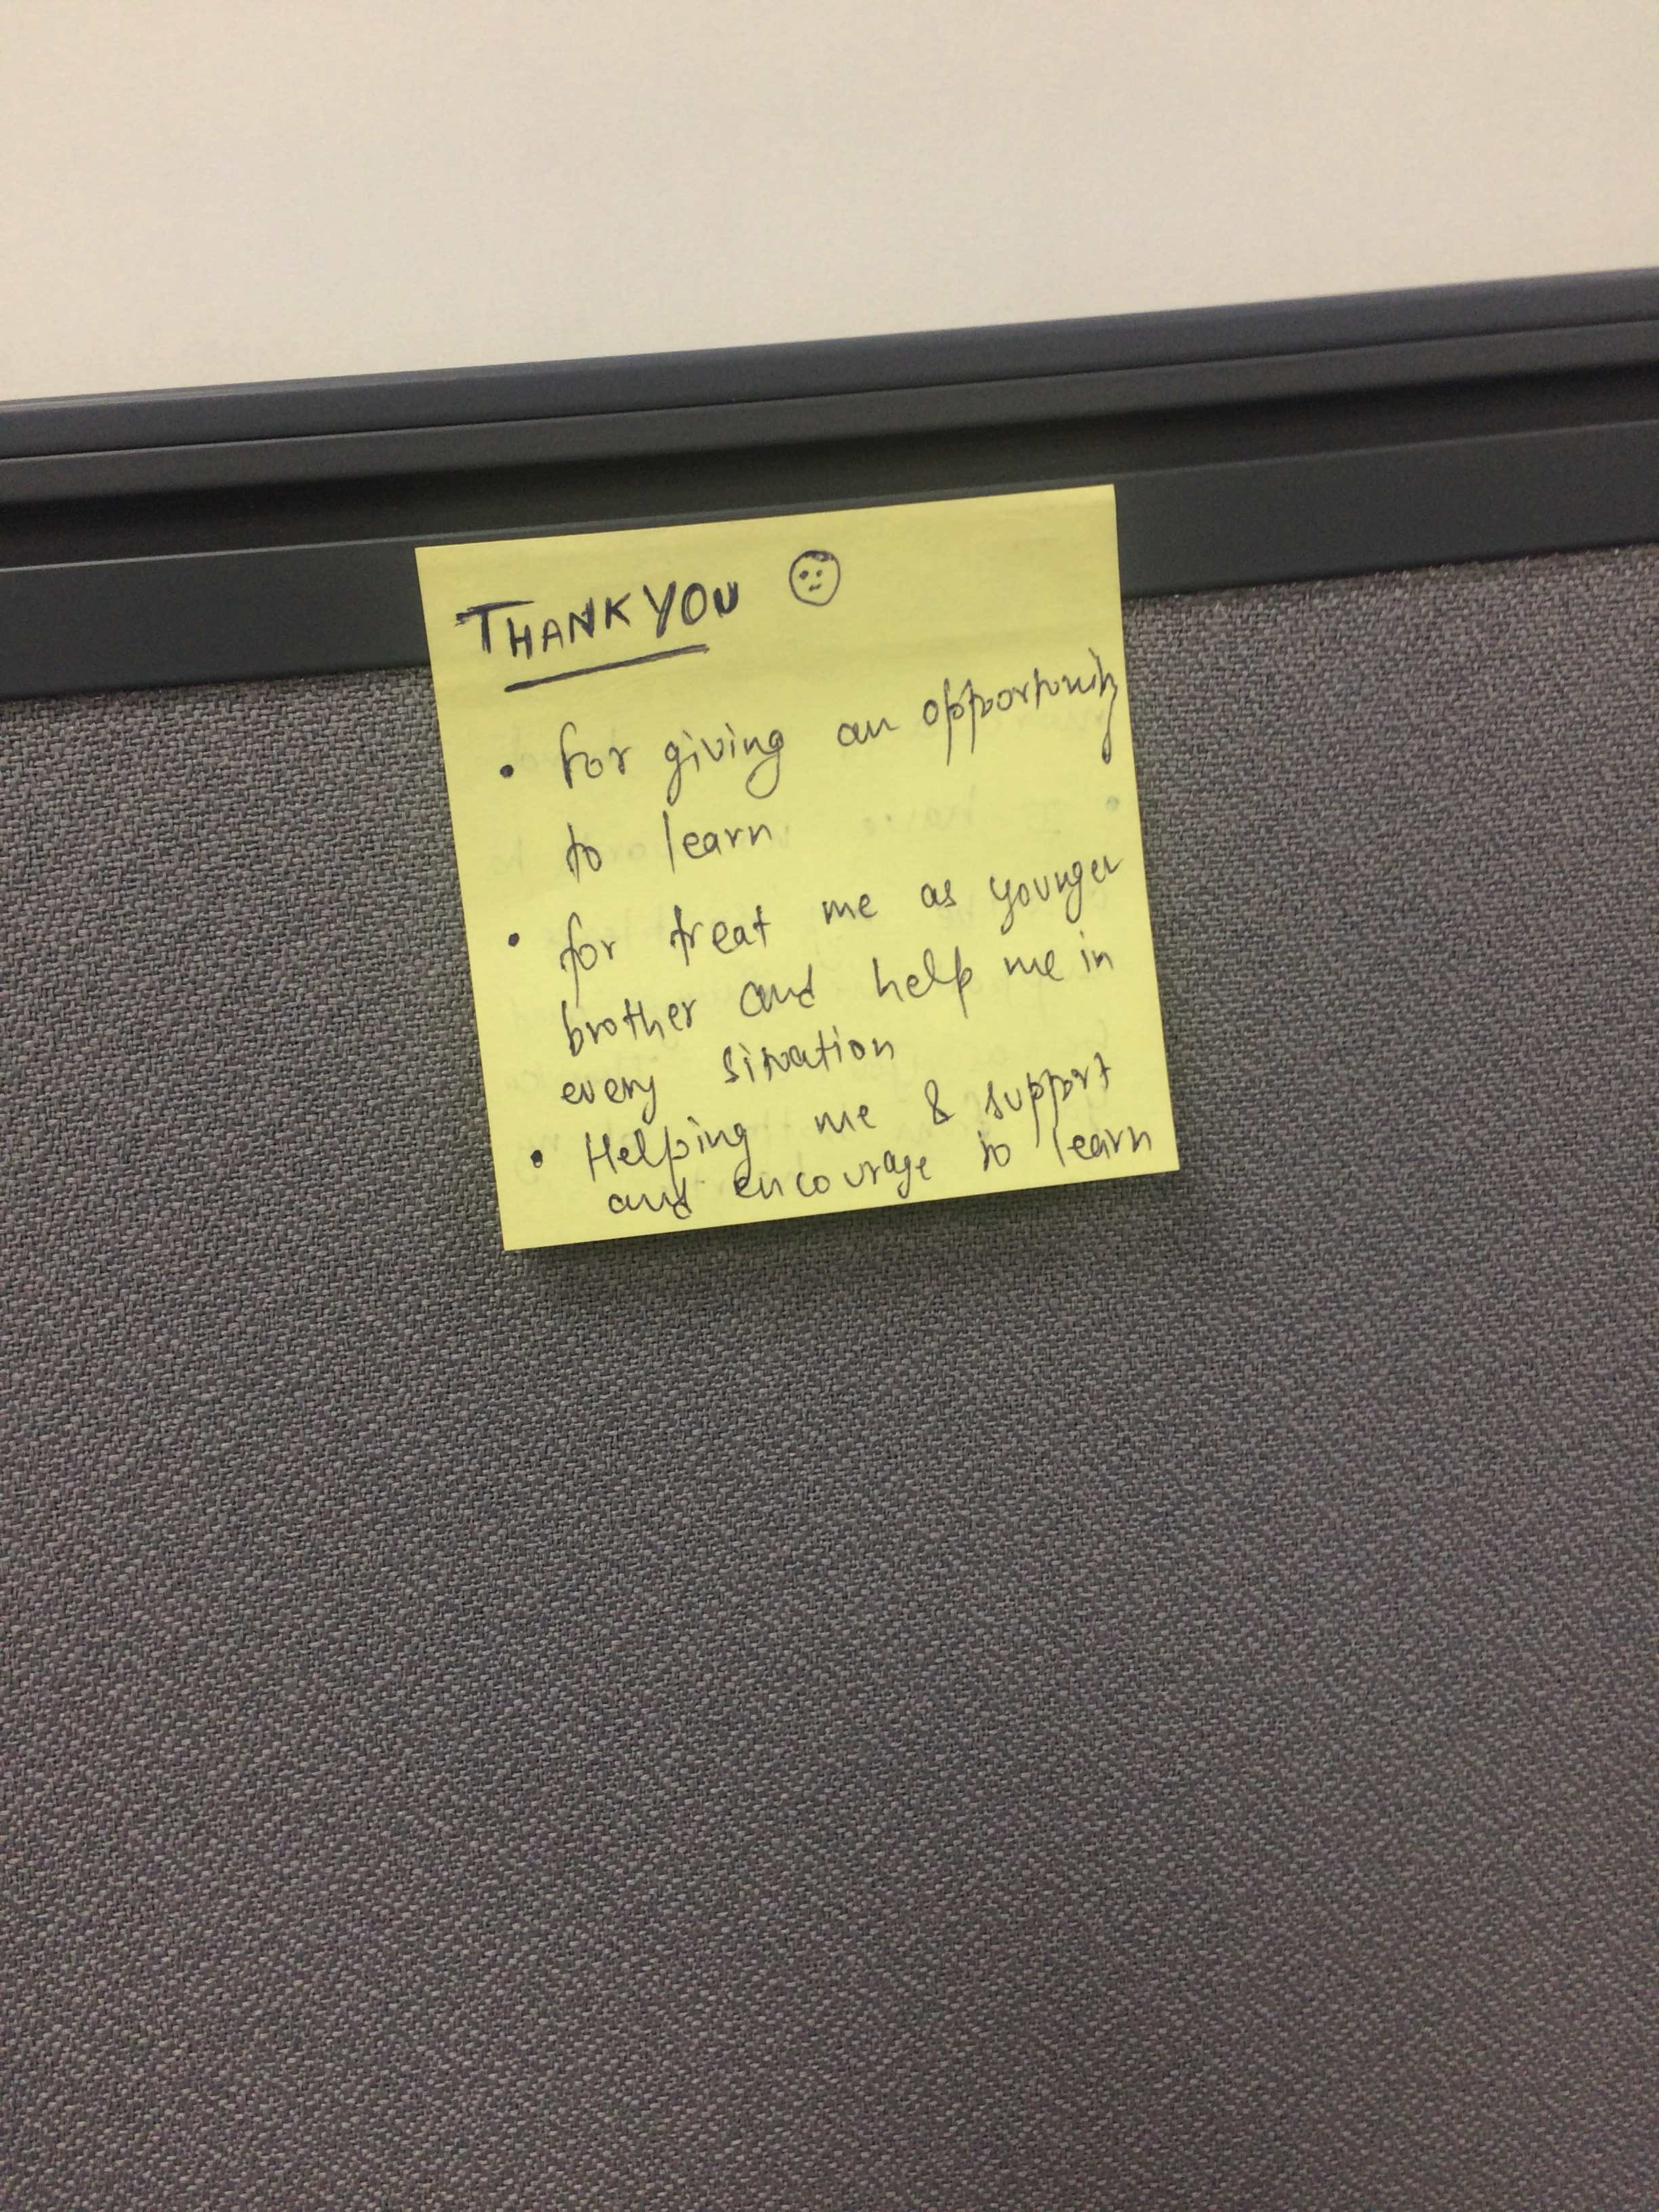 THANK YOU
• for giving an opportunity
to learn
• for treat me as younger
brother and help me in
every situation
• Helping me & support
and encourage to learn